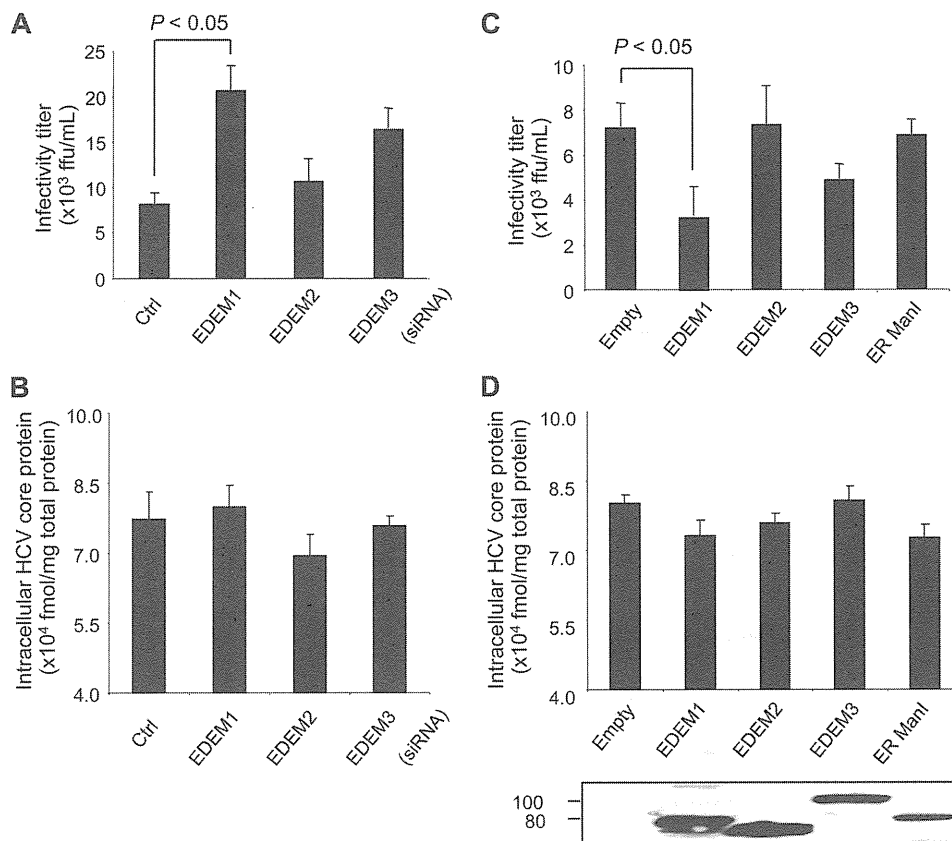 A
P < 0.05
Infectivity titer
(x10³ ffu/mL)
25
20
15
10
5
0
Ctrl
EDEM1
EDEM2
EDEM3
(siRNA)
B
Intracellular HCV core protein
(x10⁴ fmol/mg total protein)
10.0
8.5
7.0
5.5
4.0
Ctrl
EDEM1
EDEM2
EDEM3
(siRNA)
C
P < 0.05
Infectivity titer
(x10³ ffu/mL)
10
8
6
4
2
0
Empty
EDEM1
EDEM2
EDEM3
ER ManI
D
Intracellular HCV core protein
(x10⁴ fmol/mg total protein)
10.0
8.5
7.0
5.5
4.0
Empty
EDEM1
EDEM2
EDEM3
ER ManI
100
80